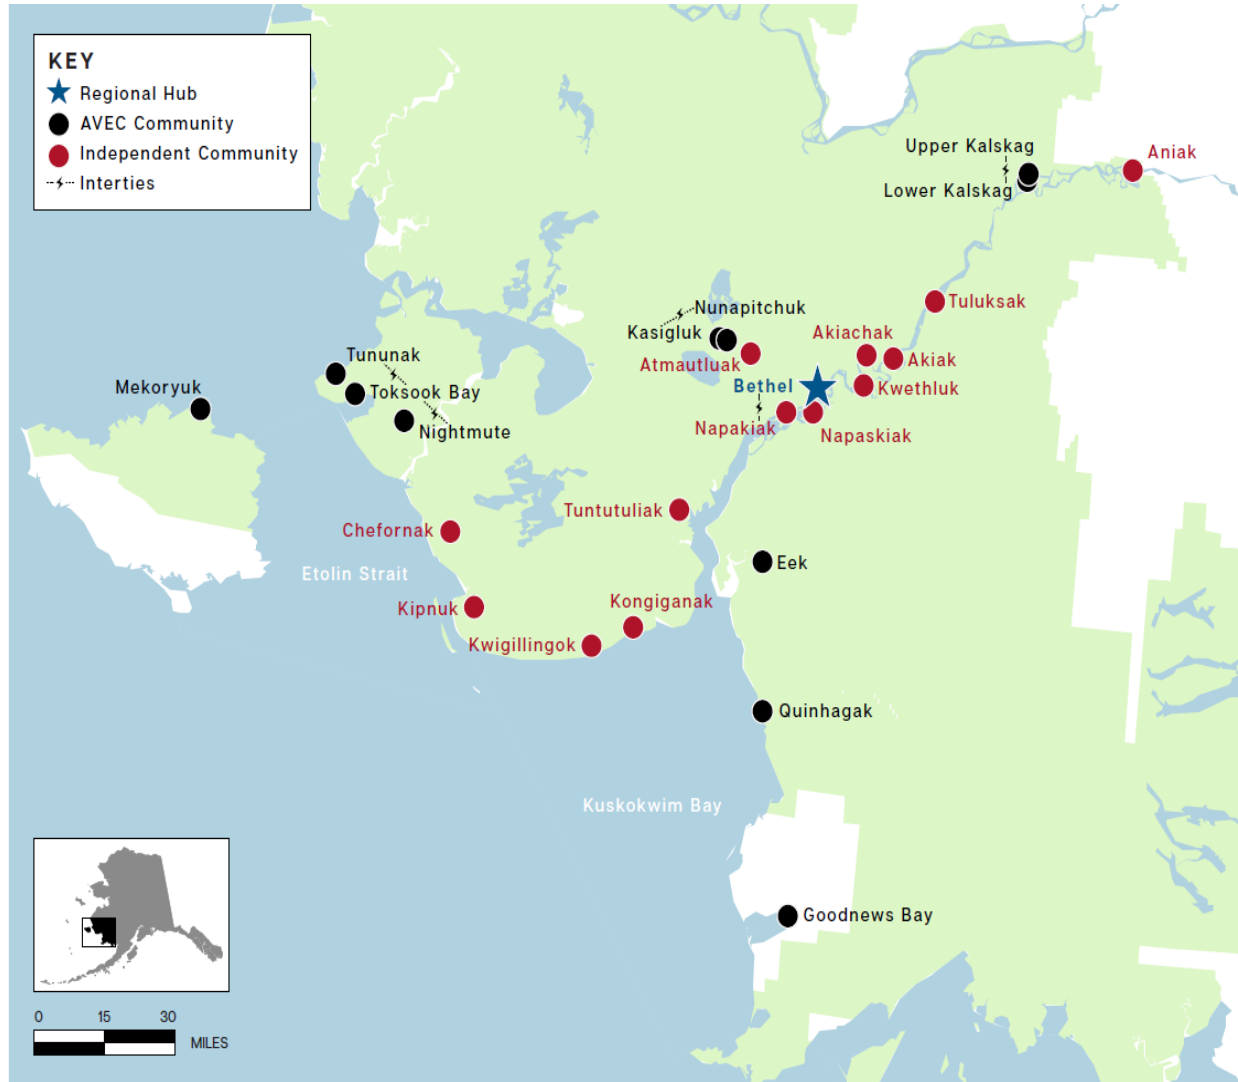 KEY
Regional Hub
AVEC Community
Independent Community
Interties
Upper Kalskag
Aniak
Lower Kalskag
Tuluksak
Nunapitchuk
Kasigluk
Akiachak
Tununak
Atmautluak
Akiak
Mekoryuk
Toksook Bay
Bethel
Kwethluk
Nightmute
Napakiak
Napaskiak
Tuntutuliak
Chefornak
Eek
Etolin Strait
Kipnuk
Kongiganak
Kwigillingok
Quinhagak
Kuskokwim Bay
Goodnews Bay
0 15 30
MILES